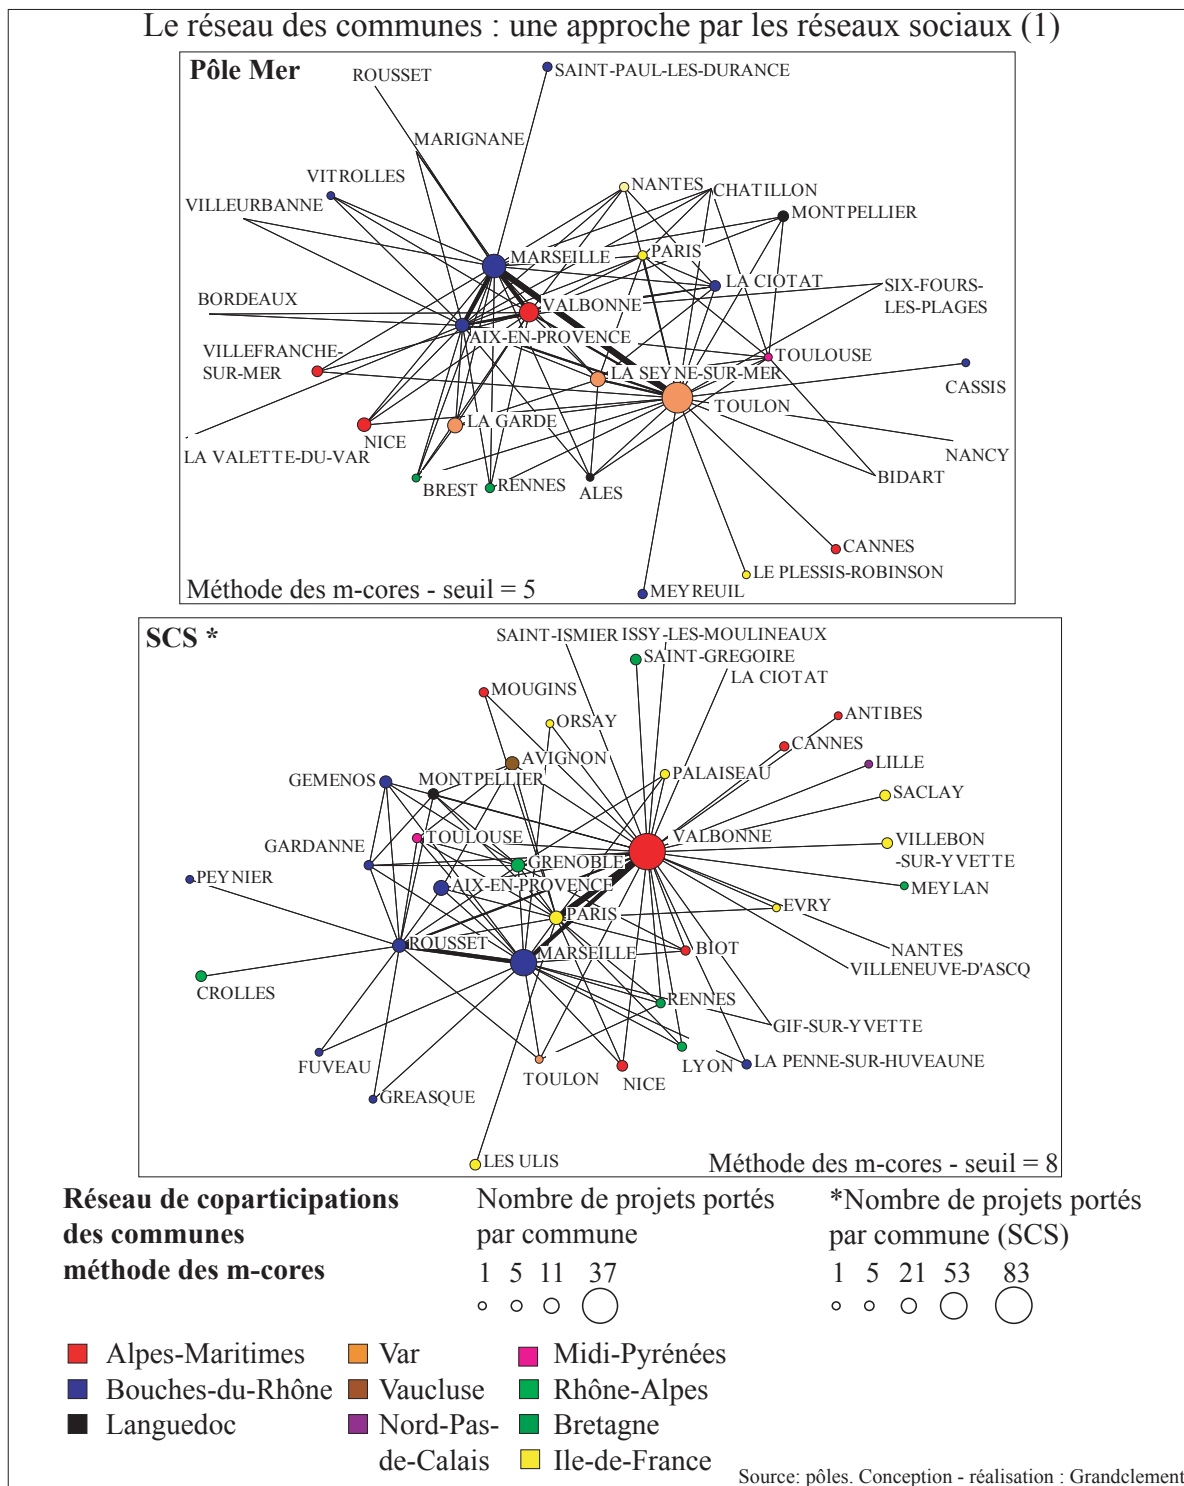 Le réseau des communes : une approche par les réseaux sociaux (1)
Pôle Mer
ROUSSET
SAINT-PAUL-LES-DURANCE
MARIGNANE
VITROLLES
VILLEURBANNE
NANTES
CHATILLON
MONTPELLIER
MARSEILLE
PARIS
LA CIOTAT
SIX-FOURS-
LES-PLAGES
BORDEAUX
VALBONNE
AIX-EN-PROVENCE
VILLEFRANCHE-
SUR-MER
TOULOUSE
LA SEYNE-SUR-MER
CASSIS
TOULON
LA GARDE
NICE
LA VALETTE-DU-VAR
NANCY
BIDART
BREST
RENNES
ALES
CANNES
LE PLESSIS-ROBINSON
MEYREUIL
Méthode des m-cores - seuil = 5
SCS *
SAINT-ISMIER
ISSY-LES-MOULINEAUX
SAINT-GREGOIRE
LA CIOTAT
MOUGINS
ORSAY
ANTIBES
CANNES
AVIGNON
LILLE
GEMENOS
MONTPELLIER
PALAISEAU
SACLAY
TOULOUSE
VALBONNE
VILLEBON
-SUR-YVETTE
GARDANNE
GRENOBLE
PEYNIER
AIX-EN-PROVENCE
MEYLAN
PARIS
EVRY
ROUSSET
MARSEILLE
BIOT
NANTES
VILLENEUVE-D'ASCQ
CROLLES
RENNES
GIF-SUR-YVETTE
FUVEAU
TOULON
NICE
LYON
LA PENNE-SUR-HUVEAUNE
GREASQUE
LES ULIS
Méthode des m-cores - seuil = 8
Réseau de coparticipations
des communes
méthode des m-cores
Nombre de projets portés
par commune
1 5 11 37
*Nombre de projets portés
par commune (SCS)
1 5 21 53 83
Alpes-Maritimes
Bouches-du-Rhône
Languedoc
Var
Vaucluse
Nord-Pas-
de-Calais
Midi-Pyrénées
Rhône-Alpes
Bretagne
Ile-de-France
Source: pôles. Conception - réalisation : Grandclement